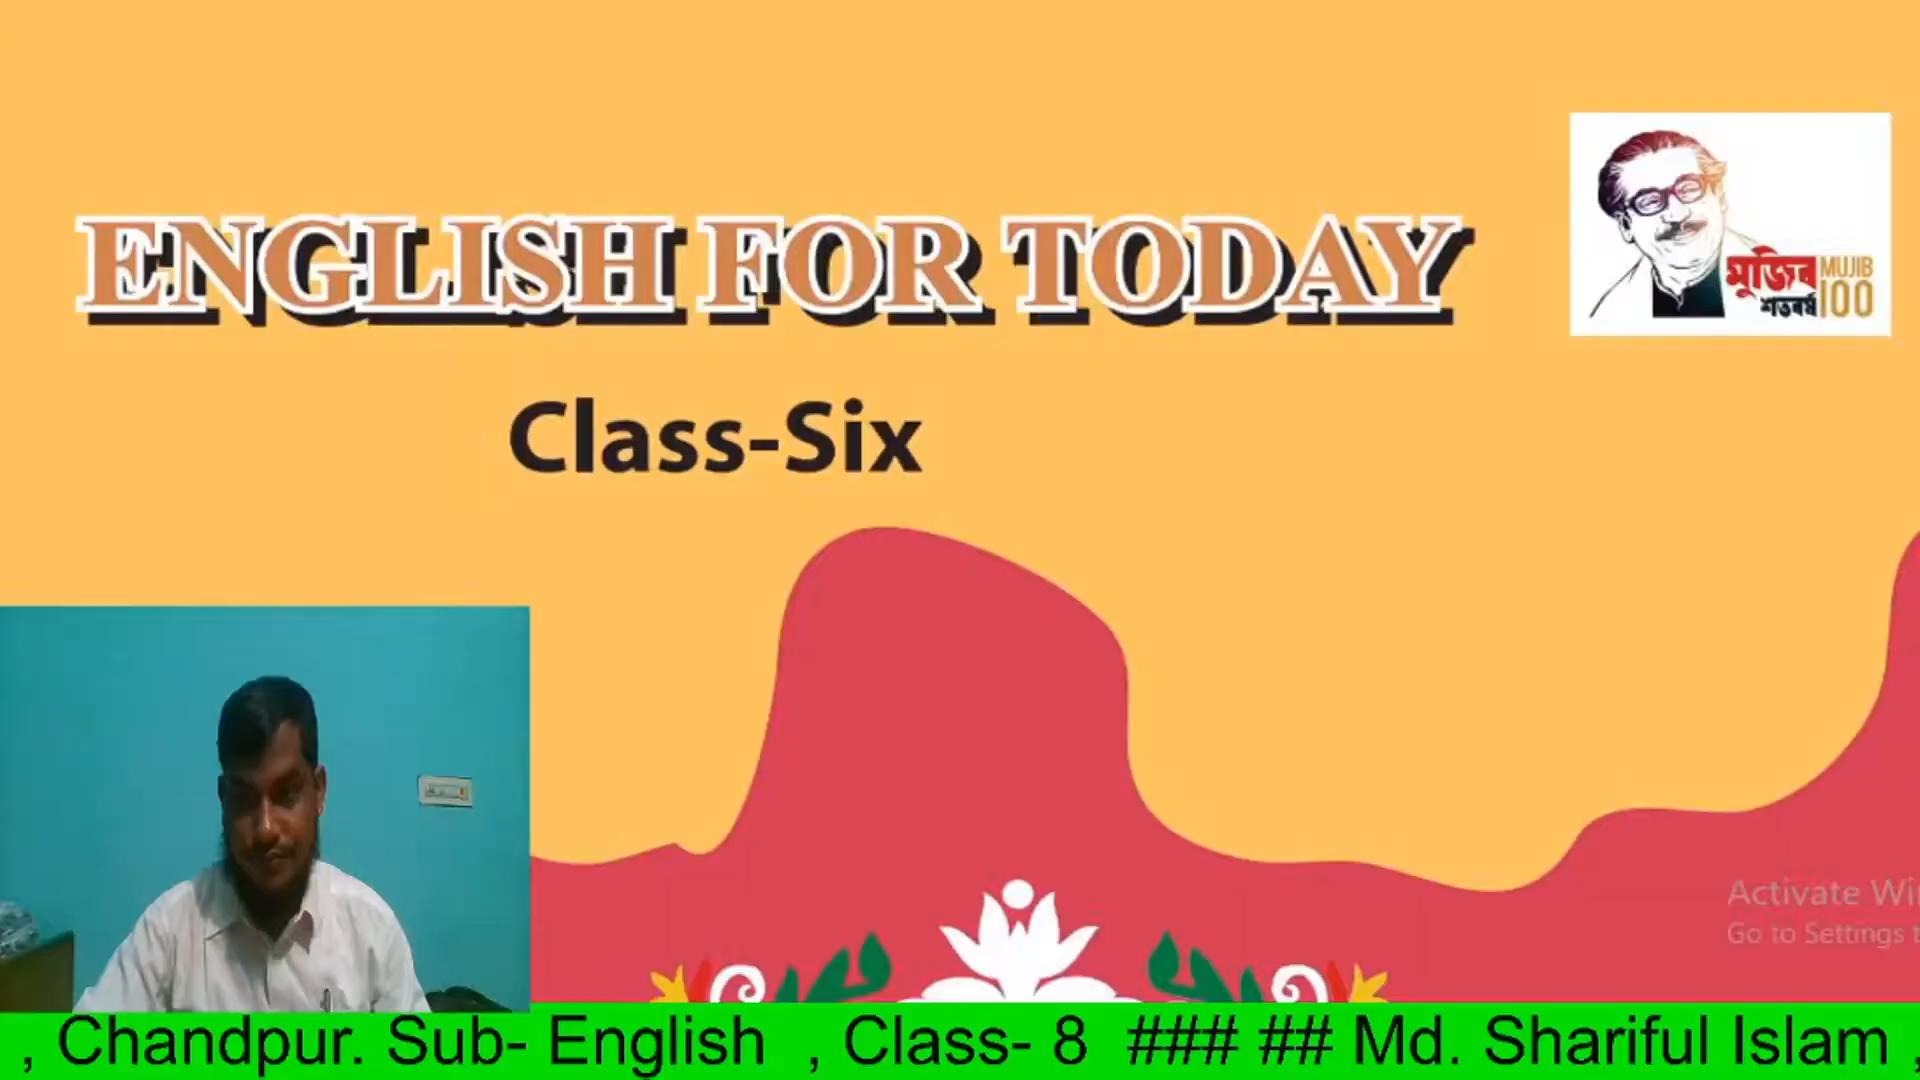 ENGLISH FOR TODAY
Class-Six
মুজিব
শতবর্ষ
MUJIB
100
Activate Wi
Go to Settings t
, Chandpur. Sub- English , Class- 8 ### ## Md. Shariful Islam ,